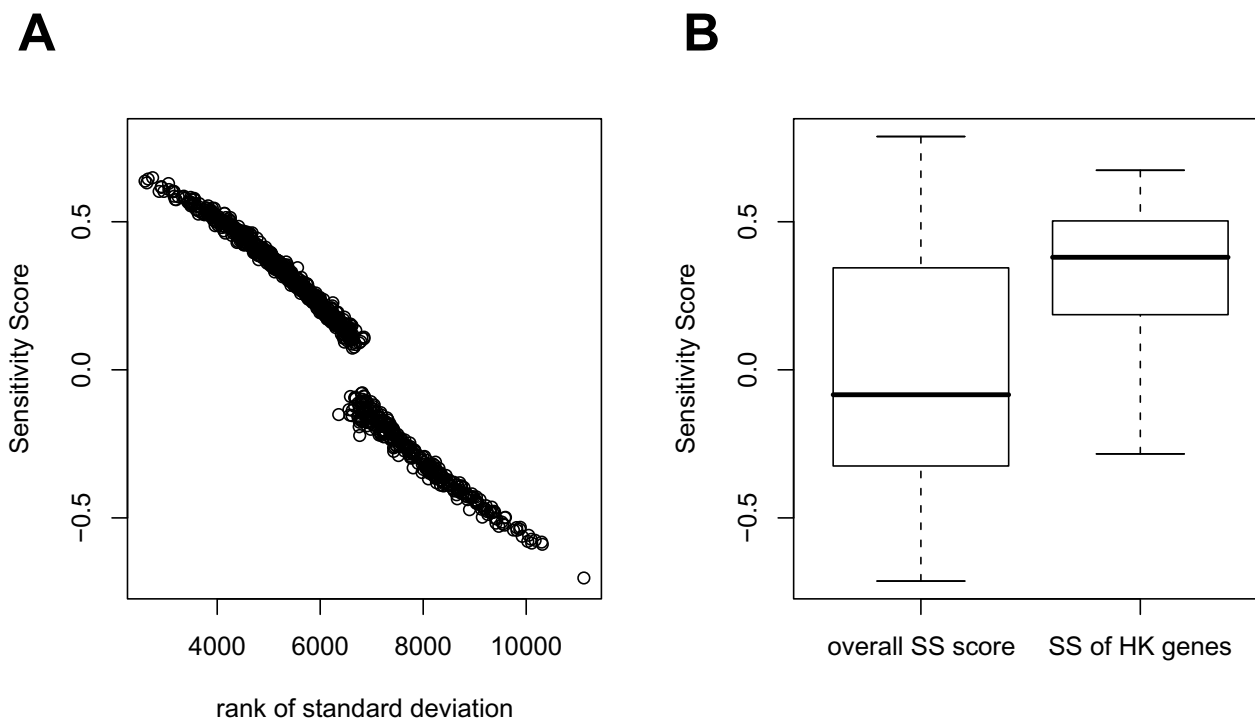 A
Sensitivity Score
0.5
0.0
−0.5
4000 6000 8000 10000
rank of standard deviation
B
Sensitivity Score
0.5
0.0
−0.5
overall SS score SS of HK genes